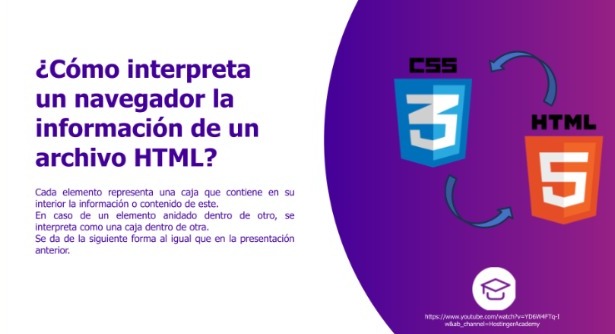 ¿Cómo interpreta
un navegador la
información de un
archivo HTML?
Cada elemento representa una caja que contiene en su
interior la información o contenido de este.
En caso de un elemento anidado dentro de otro, se
interpreta como una caja dentro de otra.
Se da de la siguiente forma al igual que en la presentación
anterior.
CSS
3
HTML
5
https://www.youtube.com/watch?v=YD6W4FTq-I
wl&ab_channel=HostingerAcademy